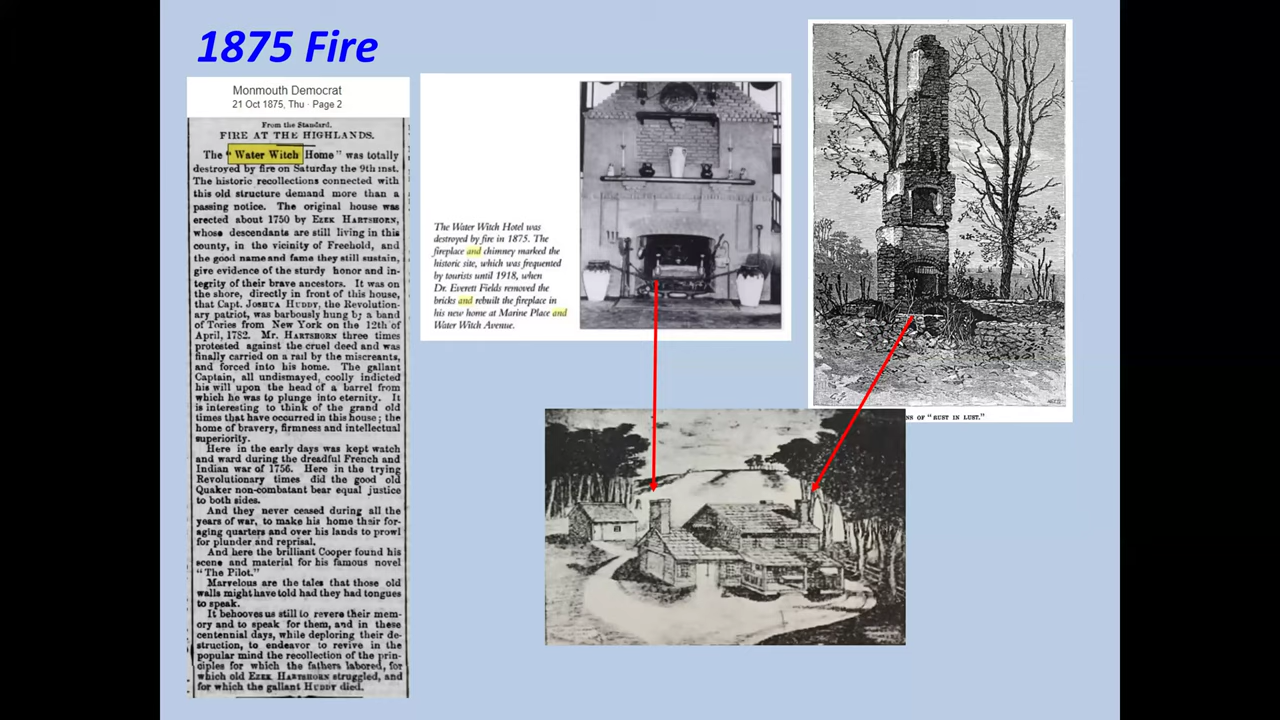 1875 Fire
Monmouth Democrat
21 Oct 1875, Thu · Page 2
From the Standard.
FIRE AT THE HIGHLANDS.
The "Water Witch Home" was totally
destroyed by fire on Saturday the 9th inst.
The historic recollections connected with
this old structure demand more than a
passing notice. The original house was
erected about 1750 by EZEK HARTSHORN,
whose descendants are still living in this
county, in the vicinity of Freehold, and
the good name and fame they still sustain,
give evidence of the sturdy honor and in-
tegrity of their brave ancestors. It was on
the shore, directly in front of this house,
that Capt. JOSHUA HUDDY, the Revolution-
ary patriot, was barbously hung by a band
of Tories from New York on the 12th of
April, 1782. Mr. HARTSHORN three times
protested against the cruel deed and was
finally carried on a rail by the miscreants,
and forced into his home. The gallant
Captain, all undismayed, coolly indicted
his will upon the head of a barrel from
which he was to plunge into eternity. It
is interesting to think of the grand old
times that have occurred in this house; the
home of bravery, firmness and intellectual
superiority.
Here in the early days was kept watch
and ward during the dreadful French and
Indian war of 1756. Here in the trying
Revolutionary times did the good old
Quaker non-combatant bear equal justice
to both sides.
And they never ceased during all the
years of war, to make his home their for-
aging quarters and over his lands to prowl
for plunder and reprisal.
And here the brilliant Cooper found his
scene and material for his famous novel
"The Pilot."
Marvelous are the tales that those old
walls might have told had they had tongues
to speak.
It behooves us still to revere their mem-
ory and to speak for them, and in these
centennial days, while deploring their de-
struction, to endeavor to revive in the
popular mind the recollection of the prin-
ciples for which the fathers labored, for
which old EZEK HARTSHORN struggled, and
for which the gallant HUDDY died.
The Water Witch Hotel was
destroyed by fire in 1875. The
fireplace and chimney marked the
historic site, which was frequented
by tourists until 1918, when
Dr. Everett Fields removed the
bricks and rebuilt the fireplace in
his new home at Marine Place and
Water Witch Avenue.
OF "RUST IN LUST."